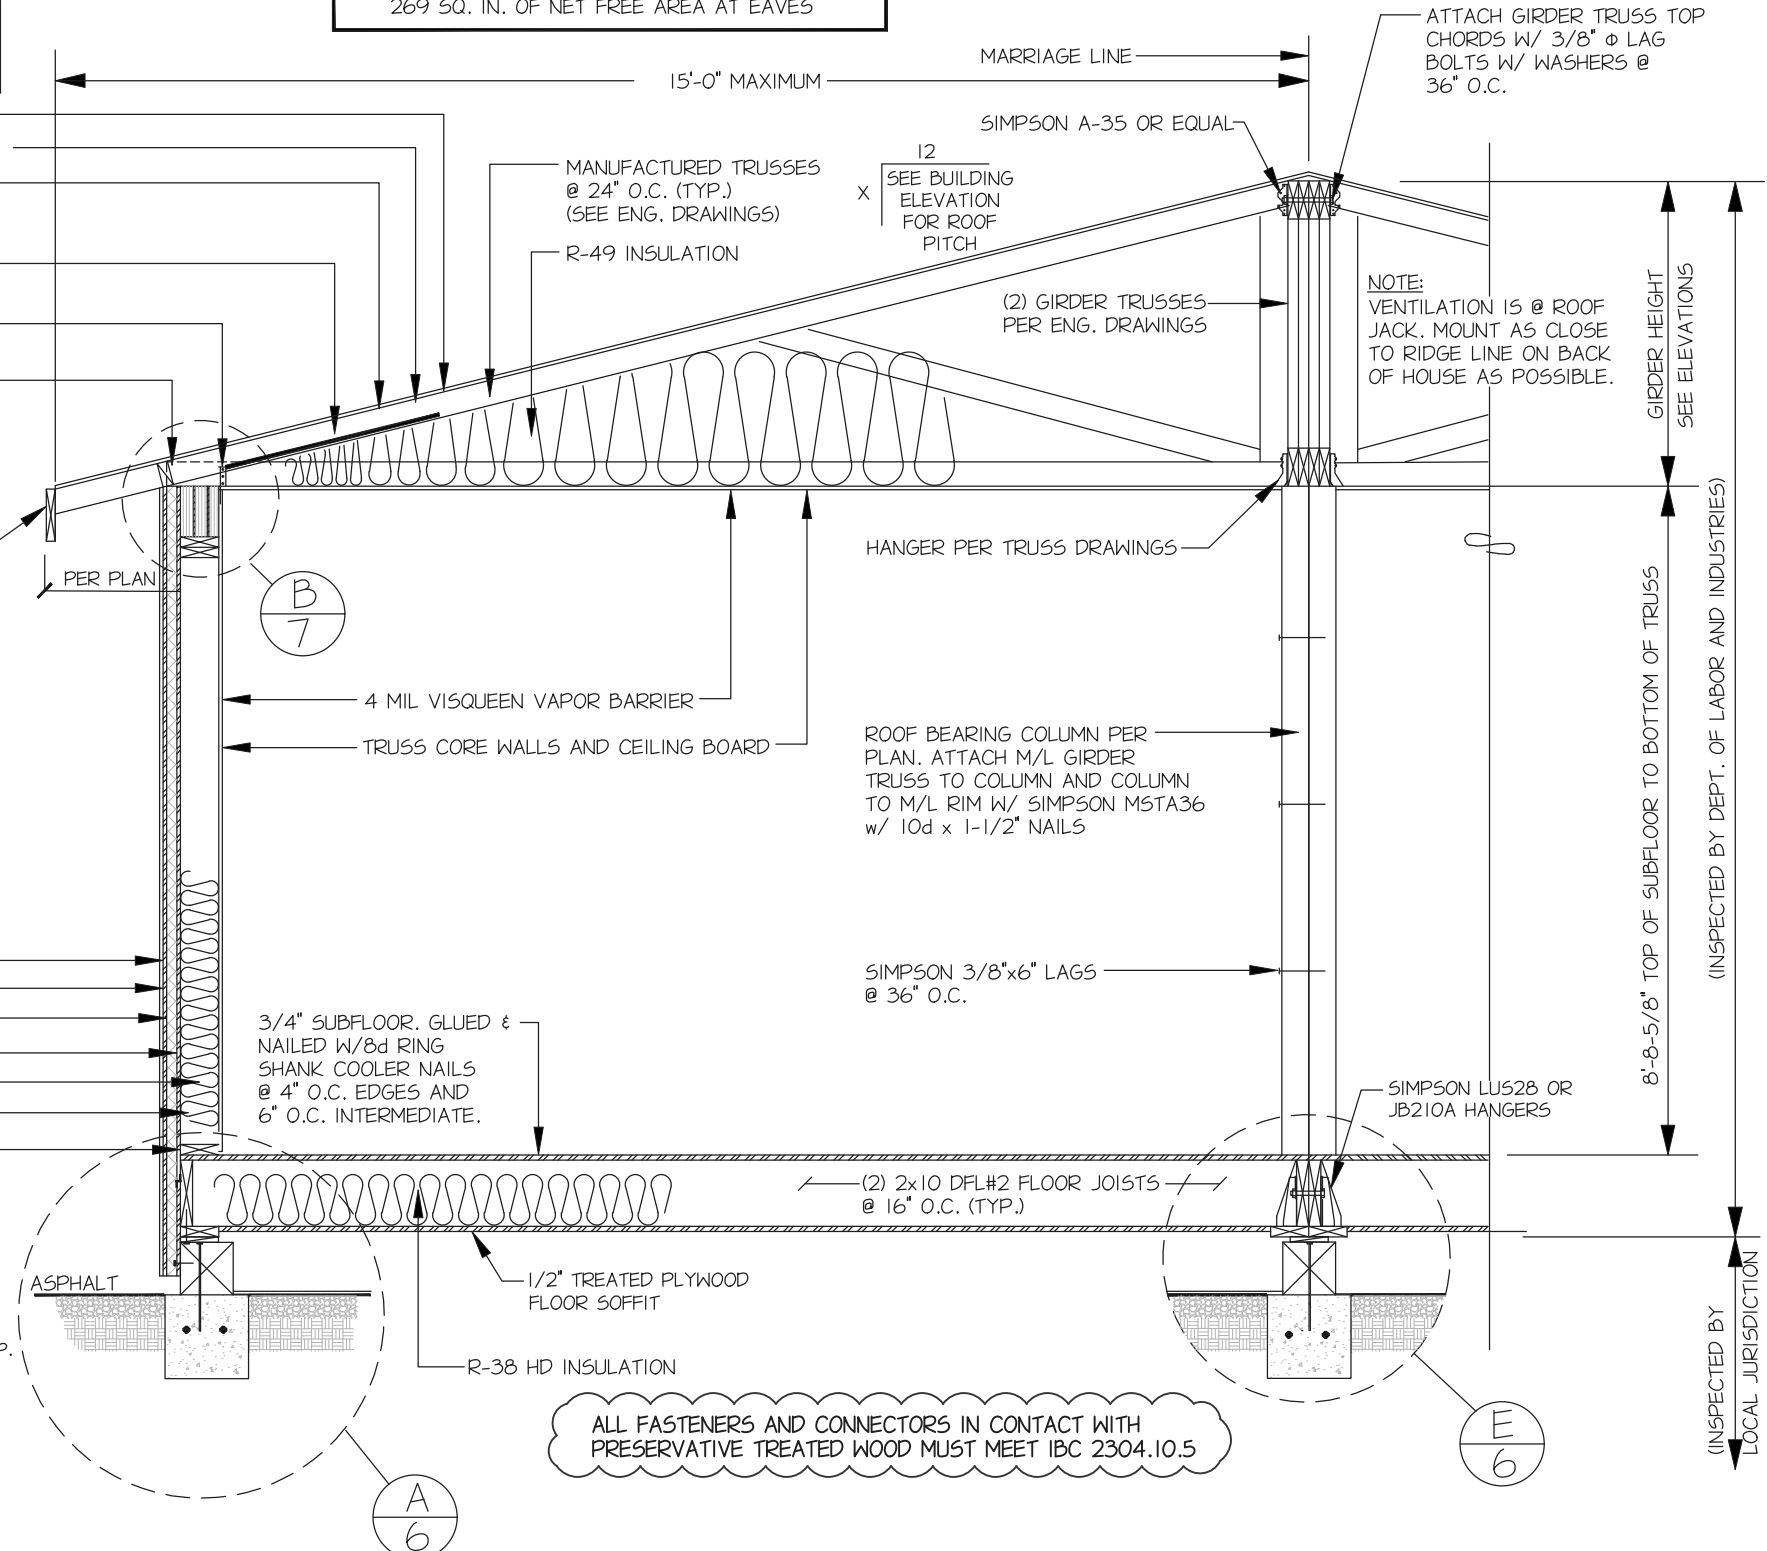 269 SQ. IN. OF NET FREE AREA AT EAVES
ATTACH GIRDER TRUSS TOP
CHORDS W/ 3/8" Φ LAG
BOLTS W/ WASHERS @
36" O.C.
MARRIAGE LINE
15'-0" MAXIMUM
SIMPSON A-35 OR EQUAL
MANUFACTURED TRUSSES
@ 24" O.C. (TYP.)
(SEE ENG. DRAWINGS)
12
X
SEE BUILDING
ELEVATION
FOR ROOF
PITCH
R-49 INSULATION
(2) GIRDER TRUSSES
PER ENG. DRAWINGS
NOTE:
VENTILATION IS @ ROOF
JACK. MOUNT AS CLOSE
TO RIDGE LINE ON BACK
OF HOUSE AS POSSIBLE.
GIRDER HEIGHT
SEE ELEVATIONS
HANGER PER TRUSS DRAWINGS
PER PLAN
B
7
4 MIL VISQUEEN VAPOR BARRIER
TRUSS CORE WALLS AND CEILING BOARD
ROOF BEARING COLUMN PER
PLAN. ATTACH M/L GIRDER
TRUSS TO COLUMN AND COLUMN
TO M/L RIM W/ SIMPSON MSTA36
w/ 10d x 1-1/2" NAILS
8'-8-5/8" TOP OF SUBFLOOR TO BOTTOM OF TRUSS
(INSPECTED BY DEPT. OF LABOR AND INDUSTRIES)
SIMPSON 3/8"x6" LAGS
@ 36" O.C.
3/4" SUBFLOOR. GLUED &
NAILED W/8d RING
SHANK COOLER NAILS
@ 4" O.C. EDGES AND
6" O.C. INTERMEDIATE.
SIMPSON LUS28 OR
JB210A HANGERS
(2) 2x10 DFL#2 FLOOR JOISTS
@ 16" O.C. (TYP.)
ASPHALT
1/2" TREATED PLYWOOD
FLOOR SOFFIT
P.
R-38 HD INSULATION
(INSPECTED BY
LOCAL JURISDICTION
ALL FASTENERS AND CONNECTORS IN CONTACT WITH
PRESERVATIVE TREATED WOOD MUST MEET IBC 2304.10.5
E
6
A
6